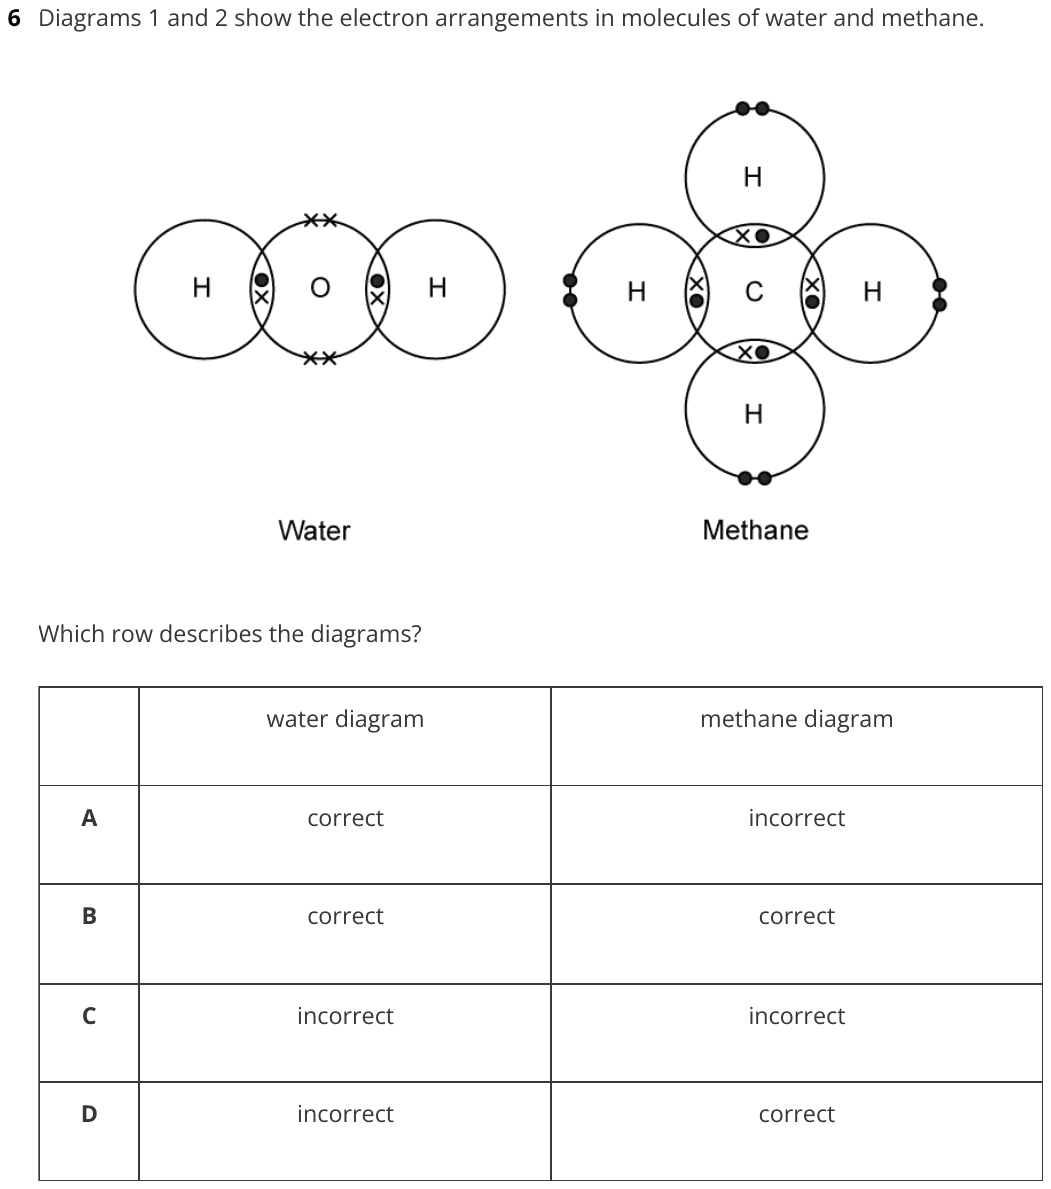 6 Diagrams 1 and 2 show the electron arrangements in molecules of water and methane.
H
H O H
H C H
H
Water
Methane
Which row describes the diagrams?
water diagram methane diagram
A correct incorrect
B correct correct
C incorrect incorrect
D incorrect correct